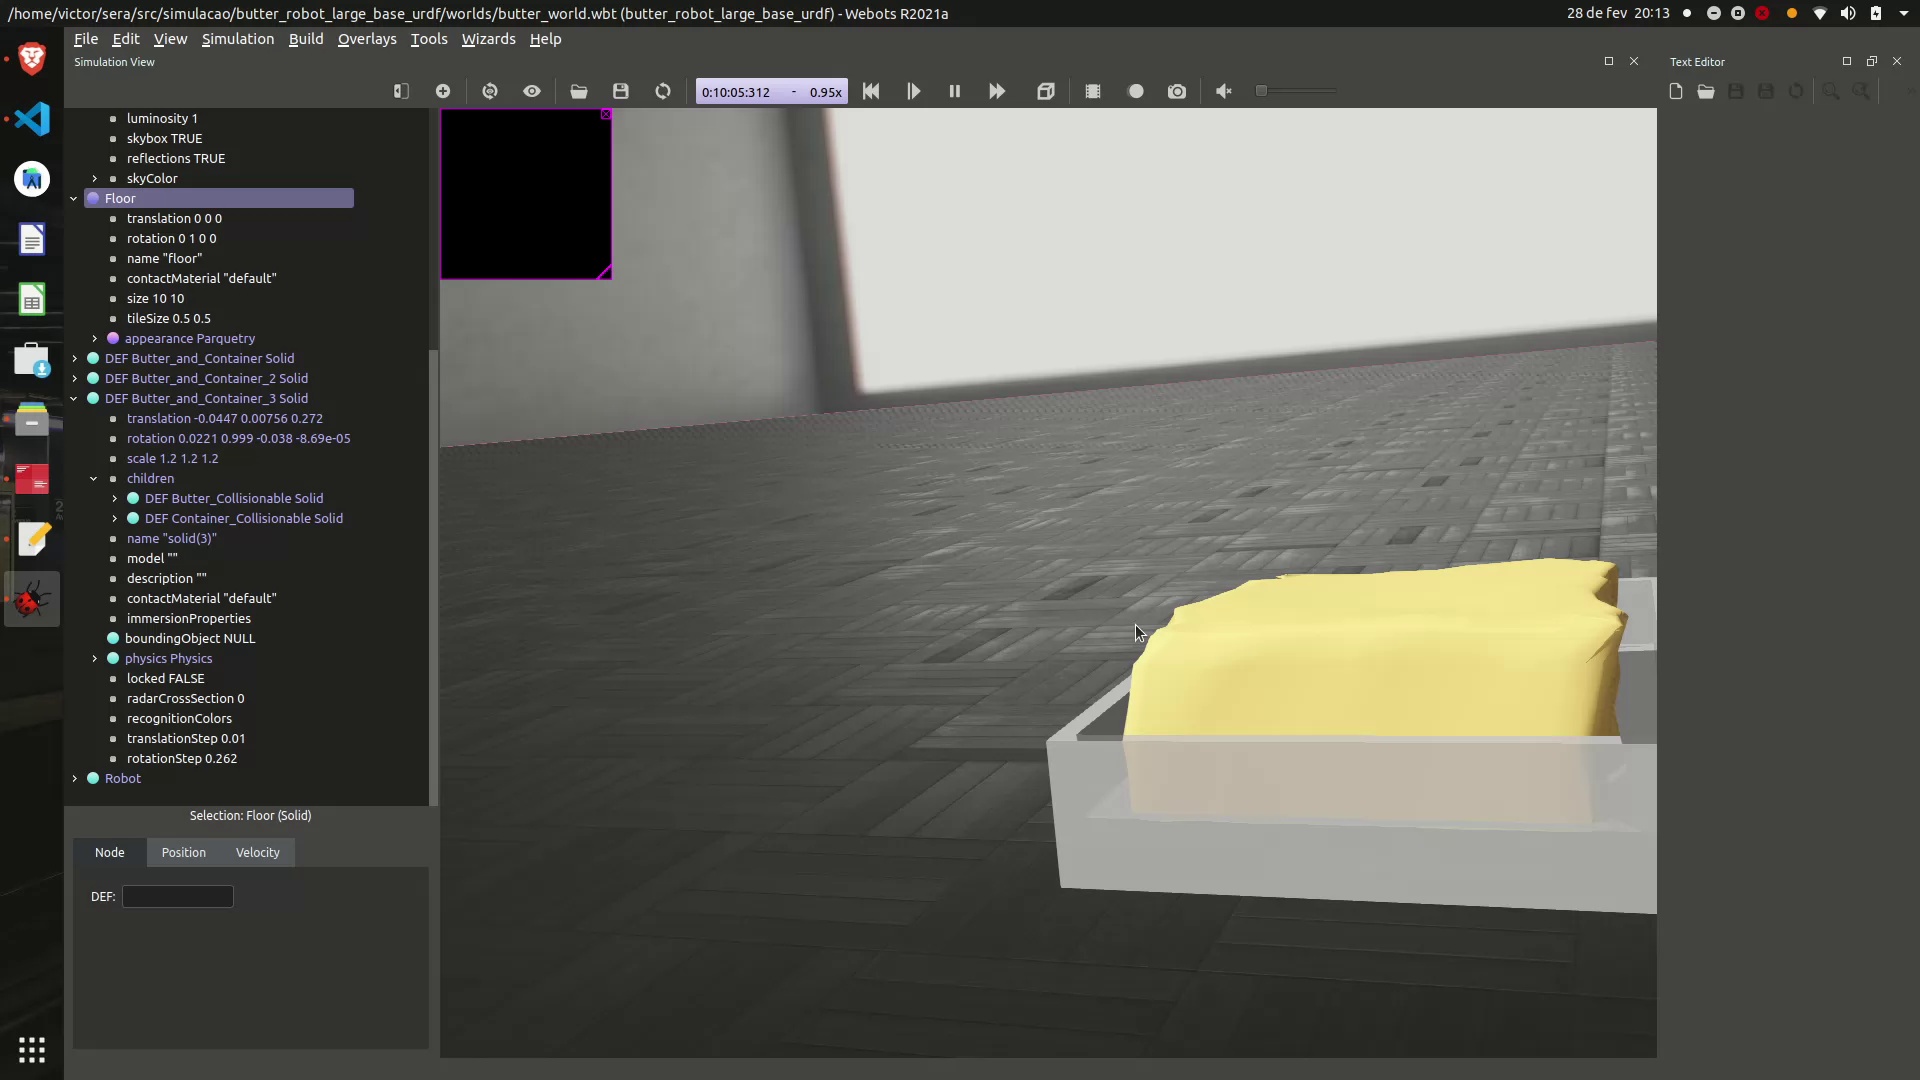 /home/victor/sera/src/simulacao/butter_robot_large_base_urdf/worlds/butter_world.wbt (butter_robot_large_base_urdf) - Webots R2021a
28 de fev 20:13
File Edit View Simulation Build Overlays Tools Wizards Help
Simulation View
Text Editor
0:10:05:312 - 0.95x
luminosity 1
skybox TRUE
reflections TRUE
skyColor
Floor
translation 0 0 0
rotation 0 1 0 0
name "floor"
contactMaterial "default"
size 10 10
tileSize 0.5 0.5
appearance Parquetry
DEF Butter_and_Container Solid
DEF Butter_and_Container_2 Solid
DEF Butter_and_Container_3 Solid
translation -0.0447 0.00756 0.272
rotation 0.0221 0.999 -0.038 -8.69e-05
scale 1.2 1.2 1.2
children
DEF Butter_Collisionable Solid
DEF Container_Collisionable Solid
name "solid(3)"
model ""
description ""
contactMaterial "default"
immersionProperties
boundingObject NULL
physics Physics
locked FALSE
radarCrossSection 0
recognitionColors
translationStep 0.01
rotationStep 0.262
Robot
Selection: Floor (Solid)
Node Position Velocity
DEF: